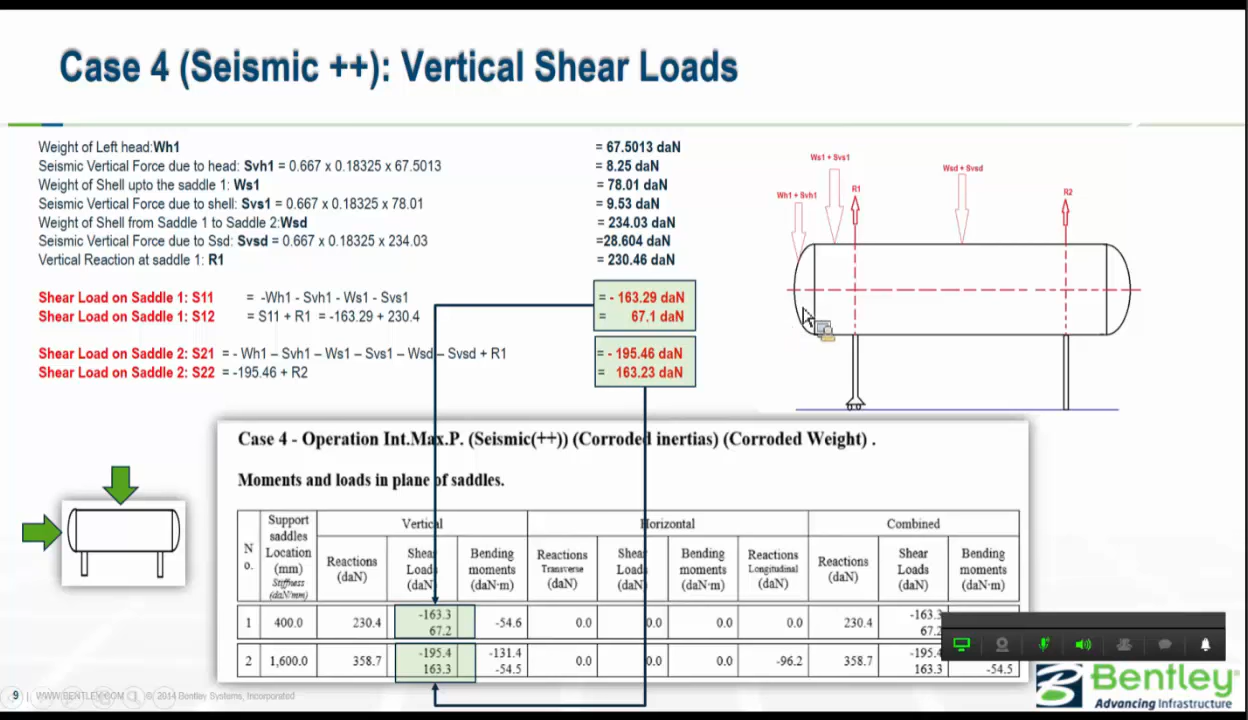 Case 4 (Seismic ++): Vertical Shear Loads
Weight of Left head:Wh1 = 67.5013 daN
Seismic Vertical Force due to head: Svh1 = 0.667 x 0.18325 x 67.5013 = 8.25 daN
Weight of Shell upto the saddle 1: Ws1 = 78.01 daN
Seismic Vertical Force due to shell: Svs1 = 0.667 x 0.18325 x 78.01 = 9.53 daN
Weight of Shell from Saddle 1 to Saddle 2:Wsd = 234.03 daN
Seismic Vertical Force due to Ssd: Svsd = 0.667 x 0.18325 x 234.03 =28.604 daN
Vertical Reaction at saddle 1: R1 = 230.46 daN
Shear Load on Saddle 1: S11 = -Wh1 - Svh1 - Ws1 - Svs1 = - 163.29 daN
Shear Load on Saddle 1: S12 = S11 + R1 = -163.29 + 230.4 = 67.1 daN
Shear Load on Saddle 2: S21 = - Wh1 – Svh1 – Ws1 – Svs1 – Wsd – Svsd + R1 = - 195.46 daN
Shear Load on Saddle 2: S22 = -195.46 + R2 = 163.23 daN
Ws1 + Svs1
Wsd + Svsd
Wh1 + Svh1
R1
R2
Case 4 - Operation Int.Max.P. (Seismic(++)) (Corroded inertias) (Corroded Weight) .
Moments and loads in plane of saddles.
N o. Support saddles Location (mm) Stiffness (daN/mm) Vertical Horizontal Combined
Reactions (daN) Shear Loads (daN) Bending moments (daN·m) Reactions Transverse (daN) Shear Loads (daN) Bending moments (daN·m) Reactions Longitudinal (daN) Reactions (daN) Shear Loads (daN) Bending moments (daN·m)
1 400.0 230.4 -163.3 67.2 -54.6 0.0 0.0 0.0 0.0 230.4 -163.3 67.2
2 1,600.0 358.7 -195.4 163.3 -131.4 -54.5 0.0 0.0 0.0 -96.2 358.7 -195.4 163.3 -54.5
9 | WWW.BENTLEY.COM | © 2014 Bentley Systems, Incorporated
Bentley
Advancing Infrastructure